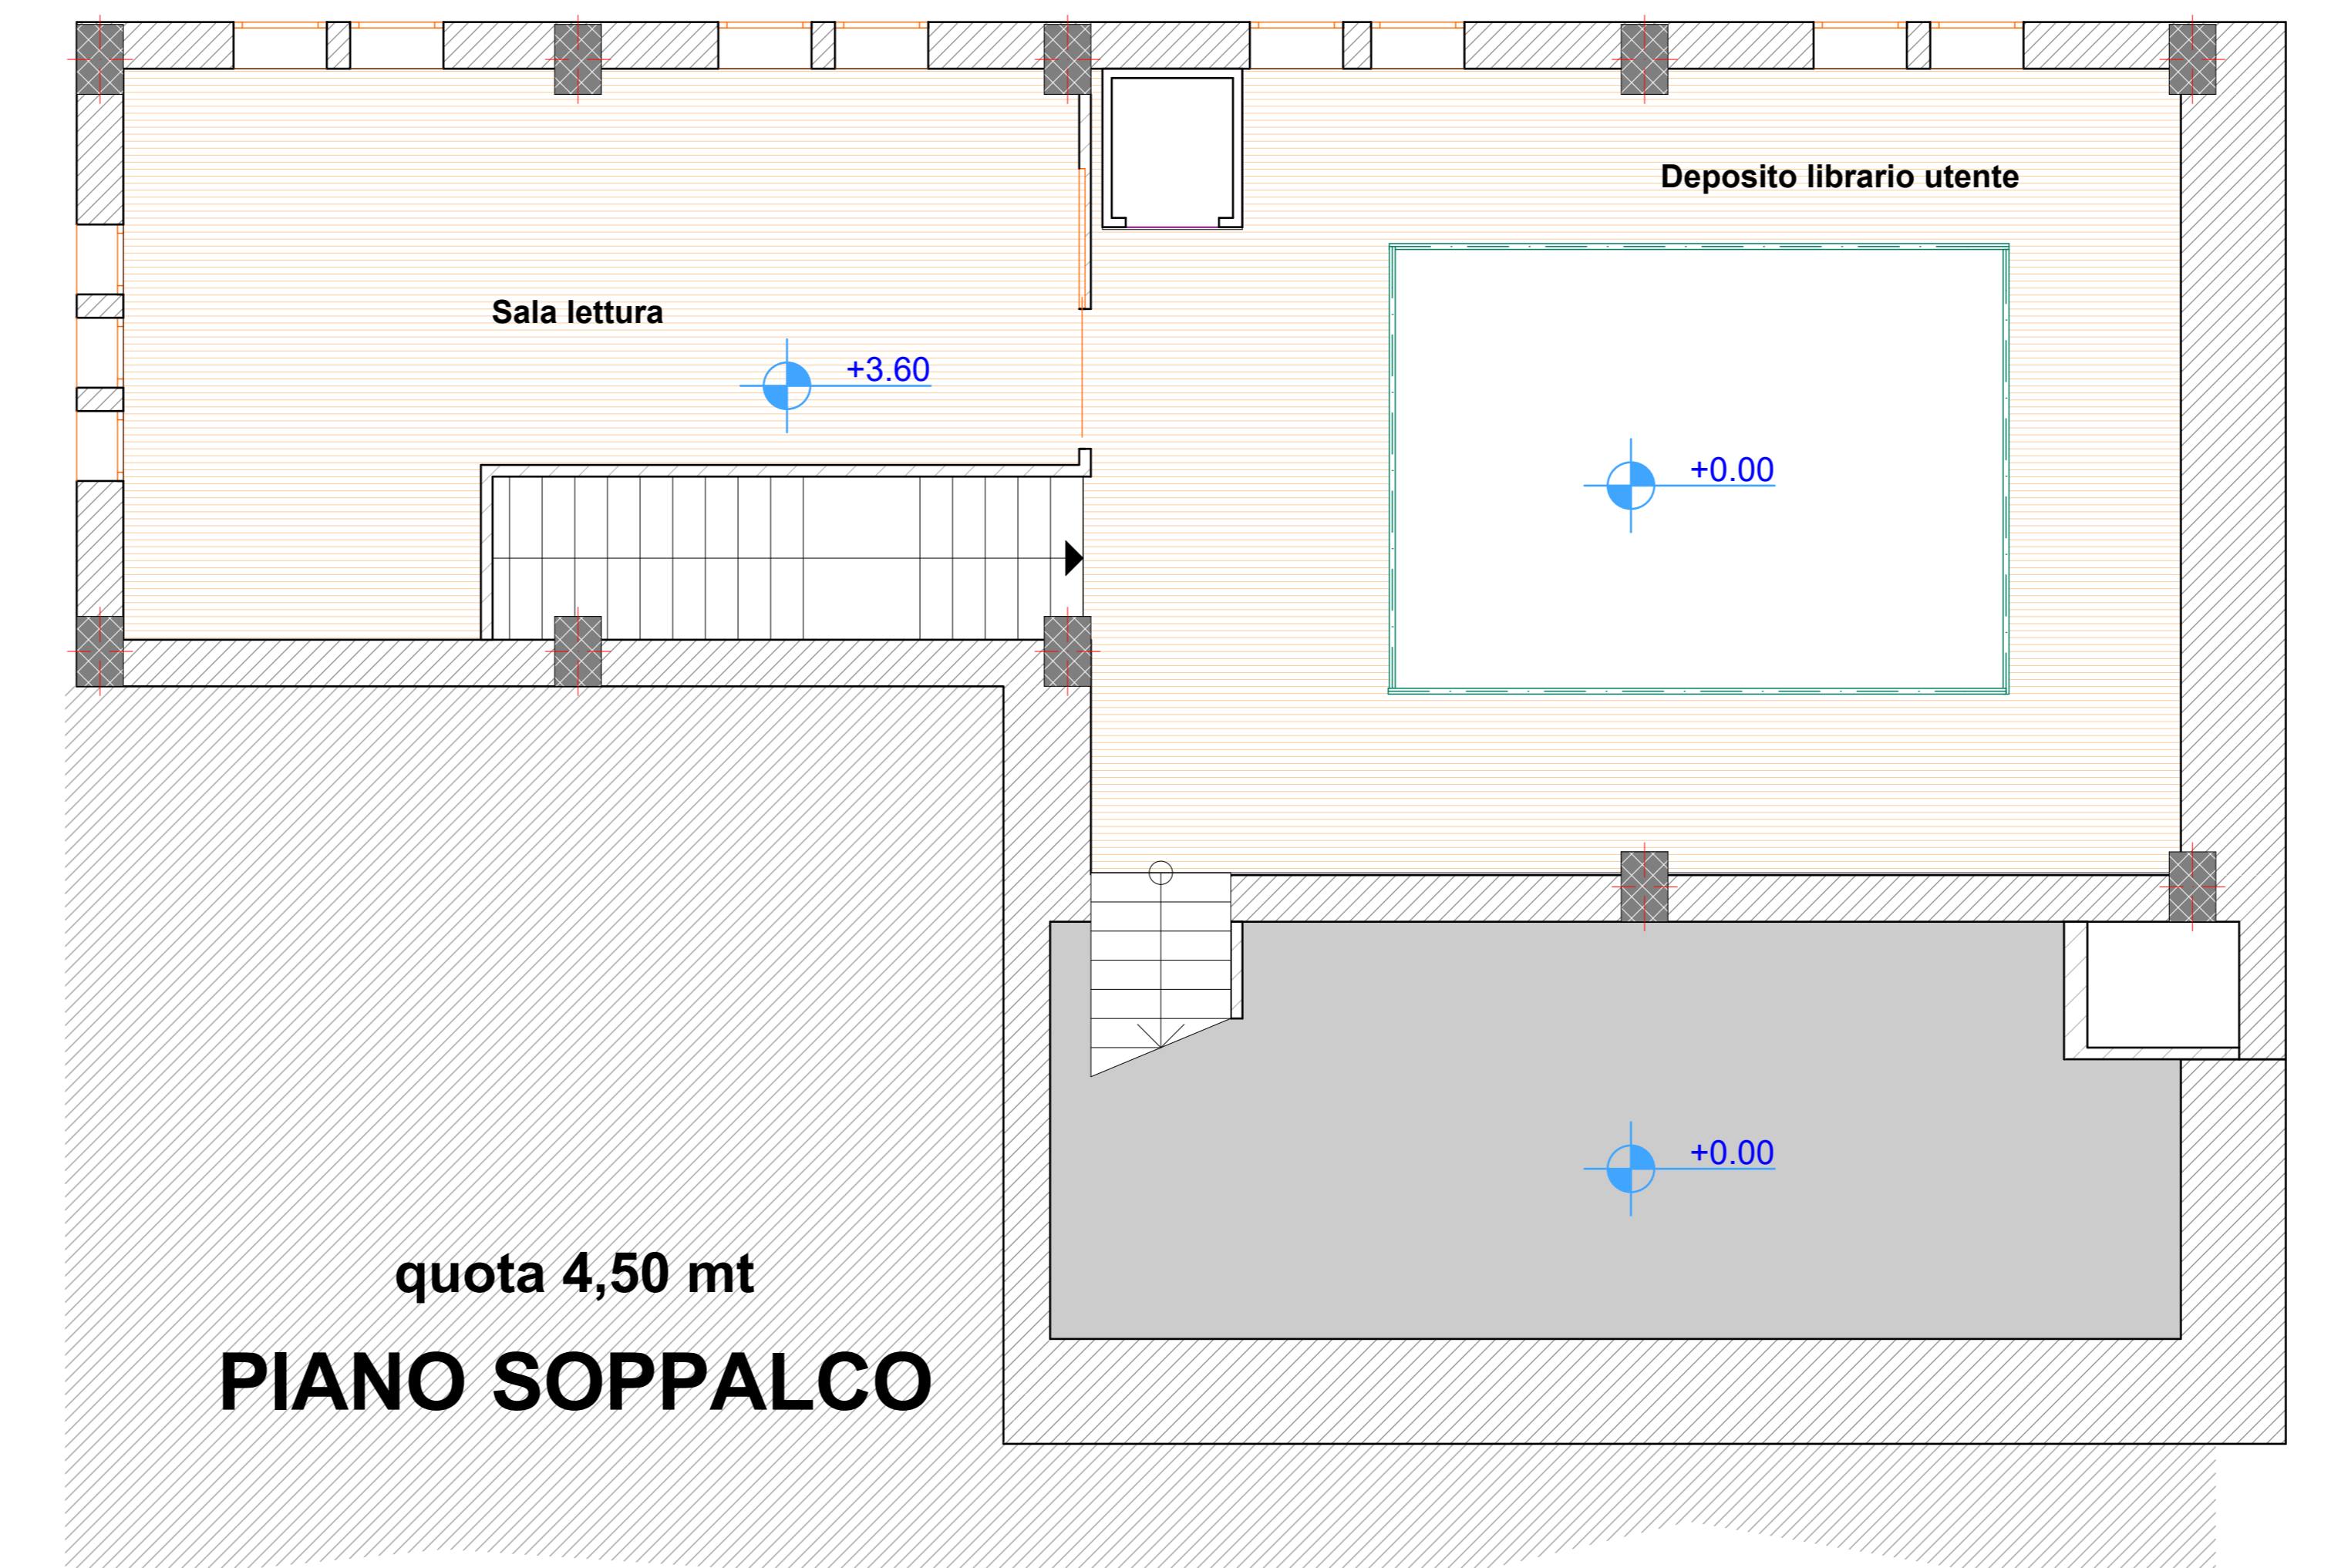 Deposito librario utente
Sala lettura
+3.60
+0.00
+0.00
quota 4,50 mt
PIANO SOPPALCO